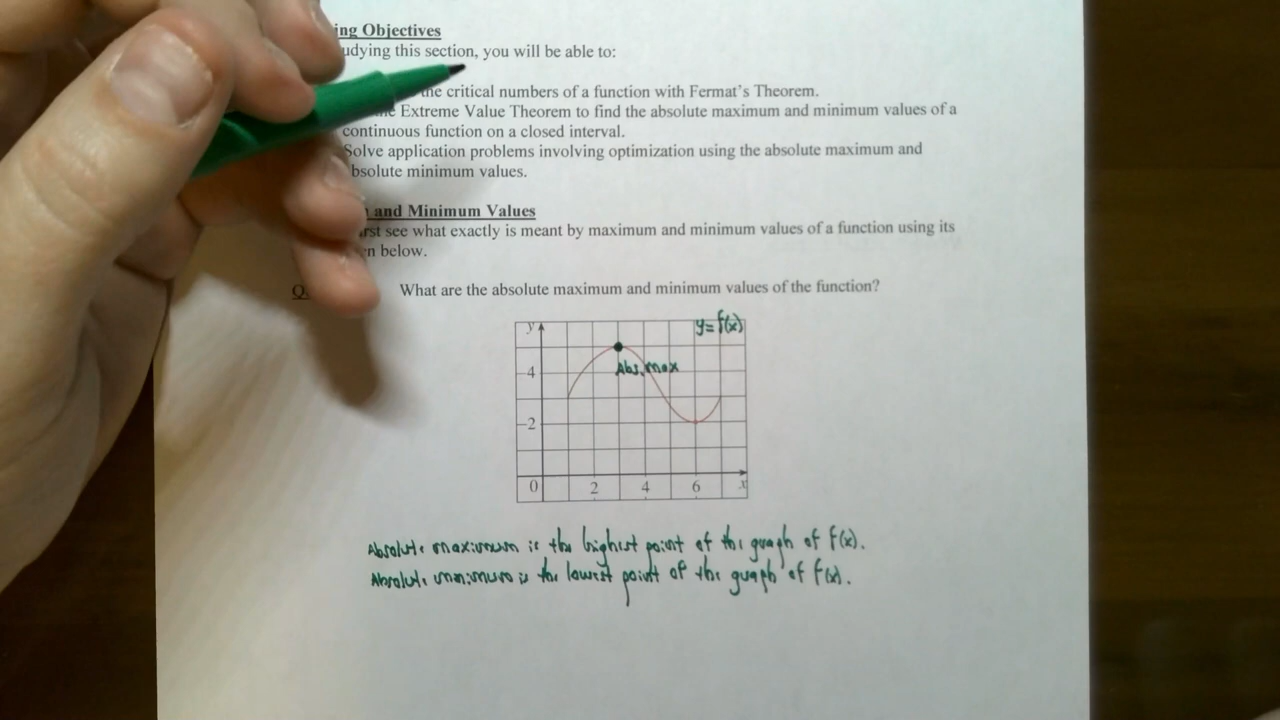 ing Objectives
udying this section, you will be able to:
the critical numbers of a function with Fermat's Theorem.
Extreme Value Theorem to find the absolute maximum and minimum values of a
continuous function on a closed interval.
Solve application problems involving optimization using the absolute maximum and
bsolute minimum values.
and Minimum Values
rst see what exactly is meant by maximum and minimum values of a function using its
n below.
Q. What are the absolute maximum and minimum values of the function?
y y=f(x)
4 Abs. max
2
0 2 4 6 x
Absolute maximum is the highest point of the graph of f(x).
Absolute minimum is the lowest point of the graph of f(x).